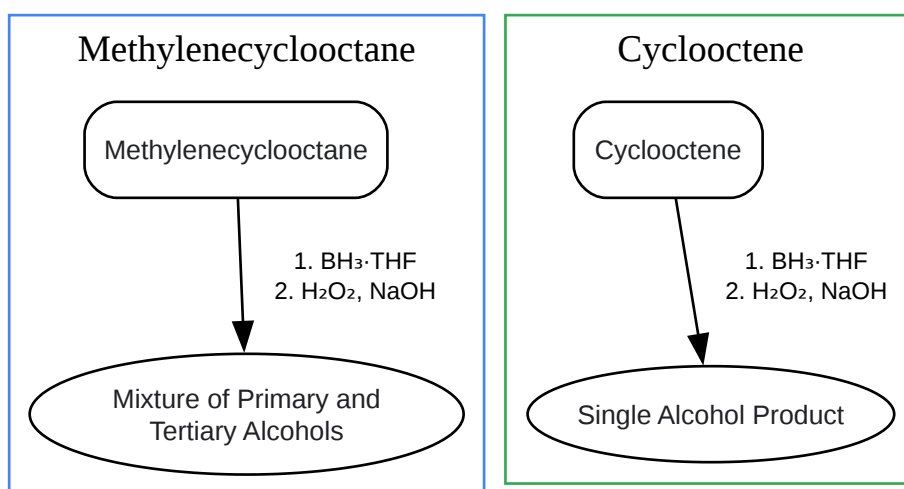 Methylenecyclooctane
Methylenecyclooctane
1. BH₃·THF
2. H₂O₂, NaOH
Mixture of Primary and
Tertiary Alcohols
Cyclooctene
Cyclooctene
1. BH₃·THF
2. H₂O₂, NaOH
Single Alcohol Product